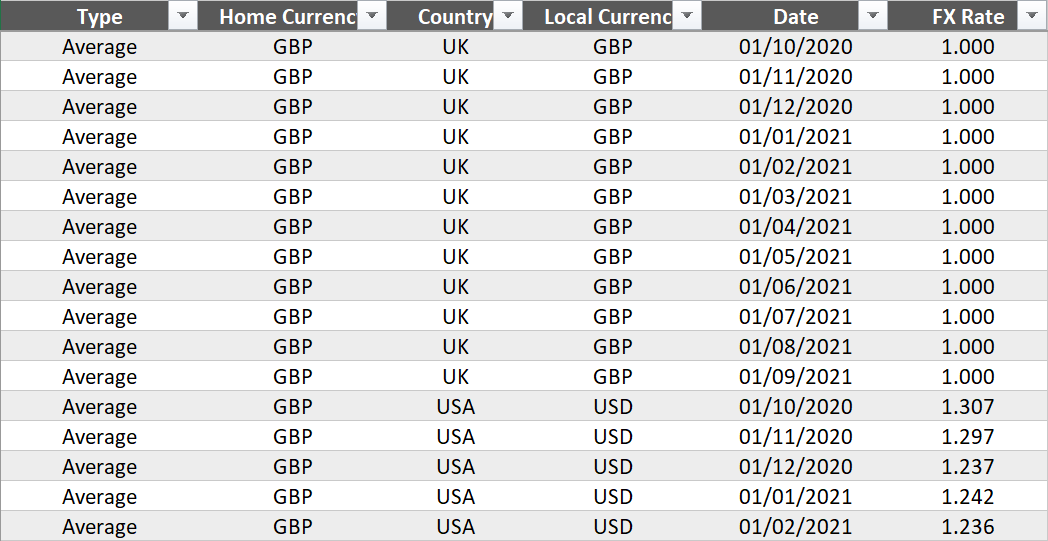 Type Home Currenc Country Local Currenc Date FX Rate
Average GBP UK GBP 01/10/2020 1.000
Average GBP UK GBP 01/11/2020 1.000
Average GBP UK GBP 01/12/2020 1.000
Average GBP UK GBP 01/01/2021 1.000
Average GBP UK GBP 01/02/2021 1.000
Average GBP UK GBP 01/03/2021 1.000
Average GBP UK GBP 01/04/2021 1.000
Average GBP UK GBP 01/05/2021 1.000
Average GBP UK GBP 01/06/2021 1.000
Average GBP UK GBP 01/07/2021 1.000
Average GBP UK GBP 01/08/2021 1.000
Average GBP UK GBP 01/09/2021 1.000
Average GBP USA USD 01/10/2020 1.307
Average GBP USA USD 01/11/2020 1.297
Average GBP USA USD 01/12/2020 1.237
Average GBP USA USD 01/01/2021 1.242
Average GBP USA USD 01/02/2021 1.236